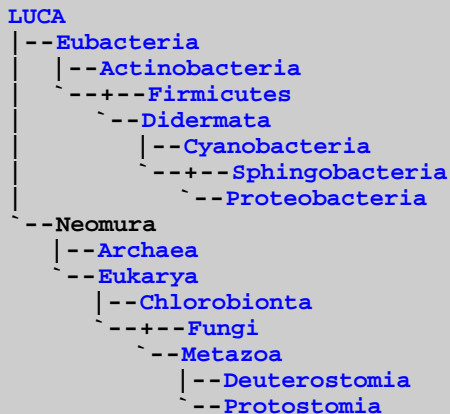 LUCA
|--Eubacteria
|  |--Actinobacteria
|  `--+--Firmicutes
|     `--Didermata
|        |--Cyanobacteria
|        `--+--Sphingobacteria
|           `--Proteobacteria
`--Neomura
   |--Archaea
   `--Eukarya
      |--Chlorobionta
      `--+--Fungi
         `--Metazoa
            |--Deuterostomia
            `--Protostomia